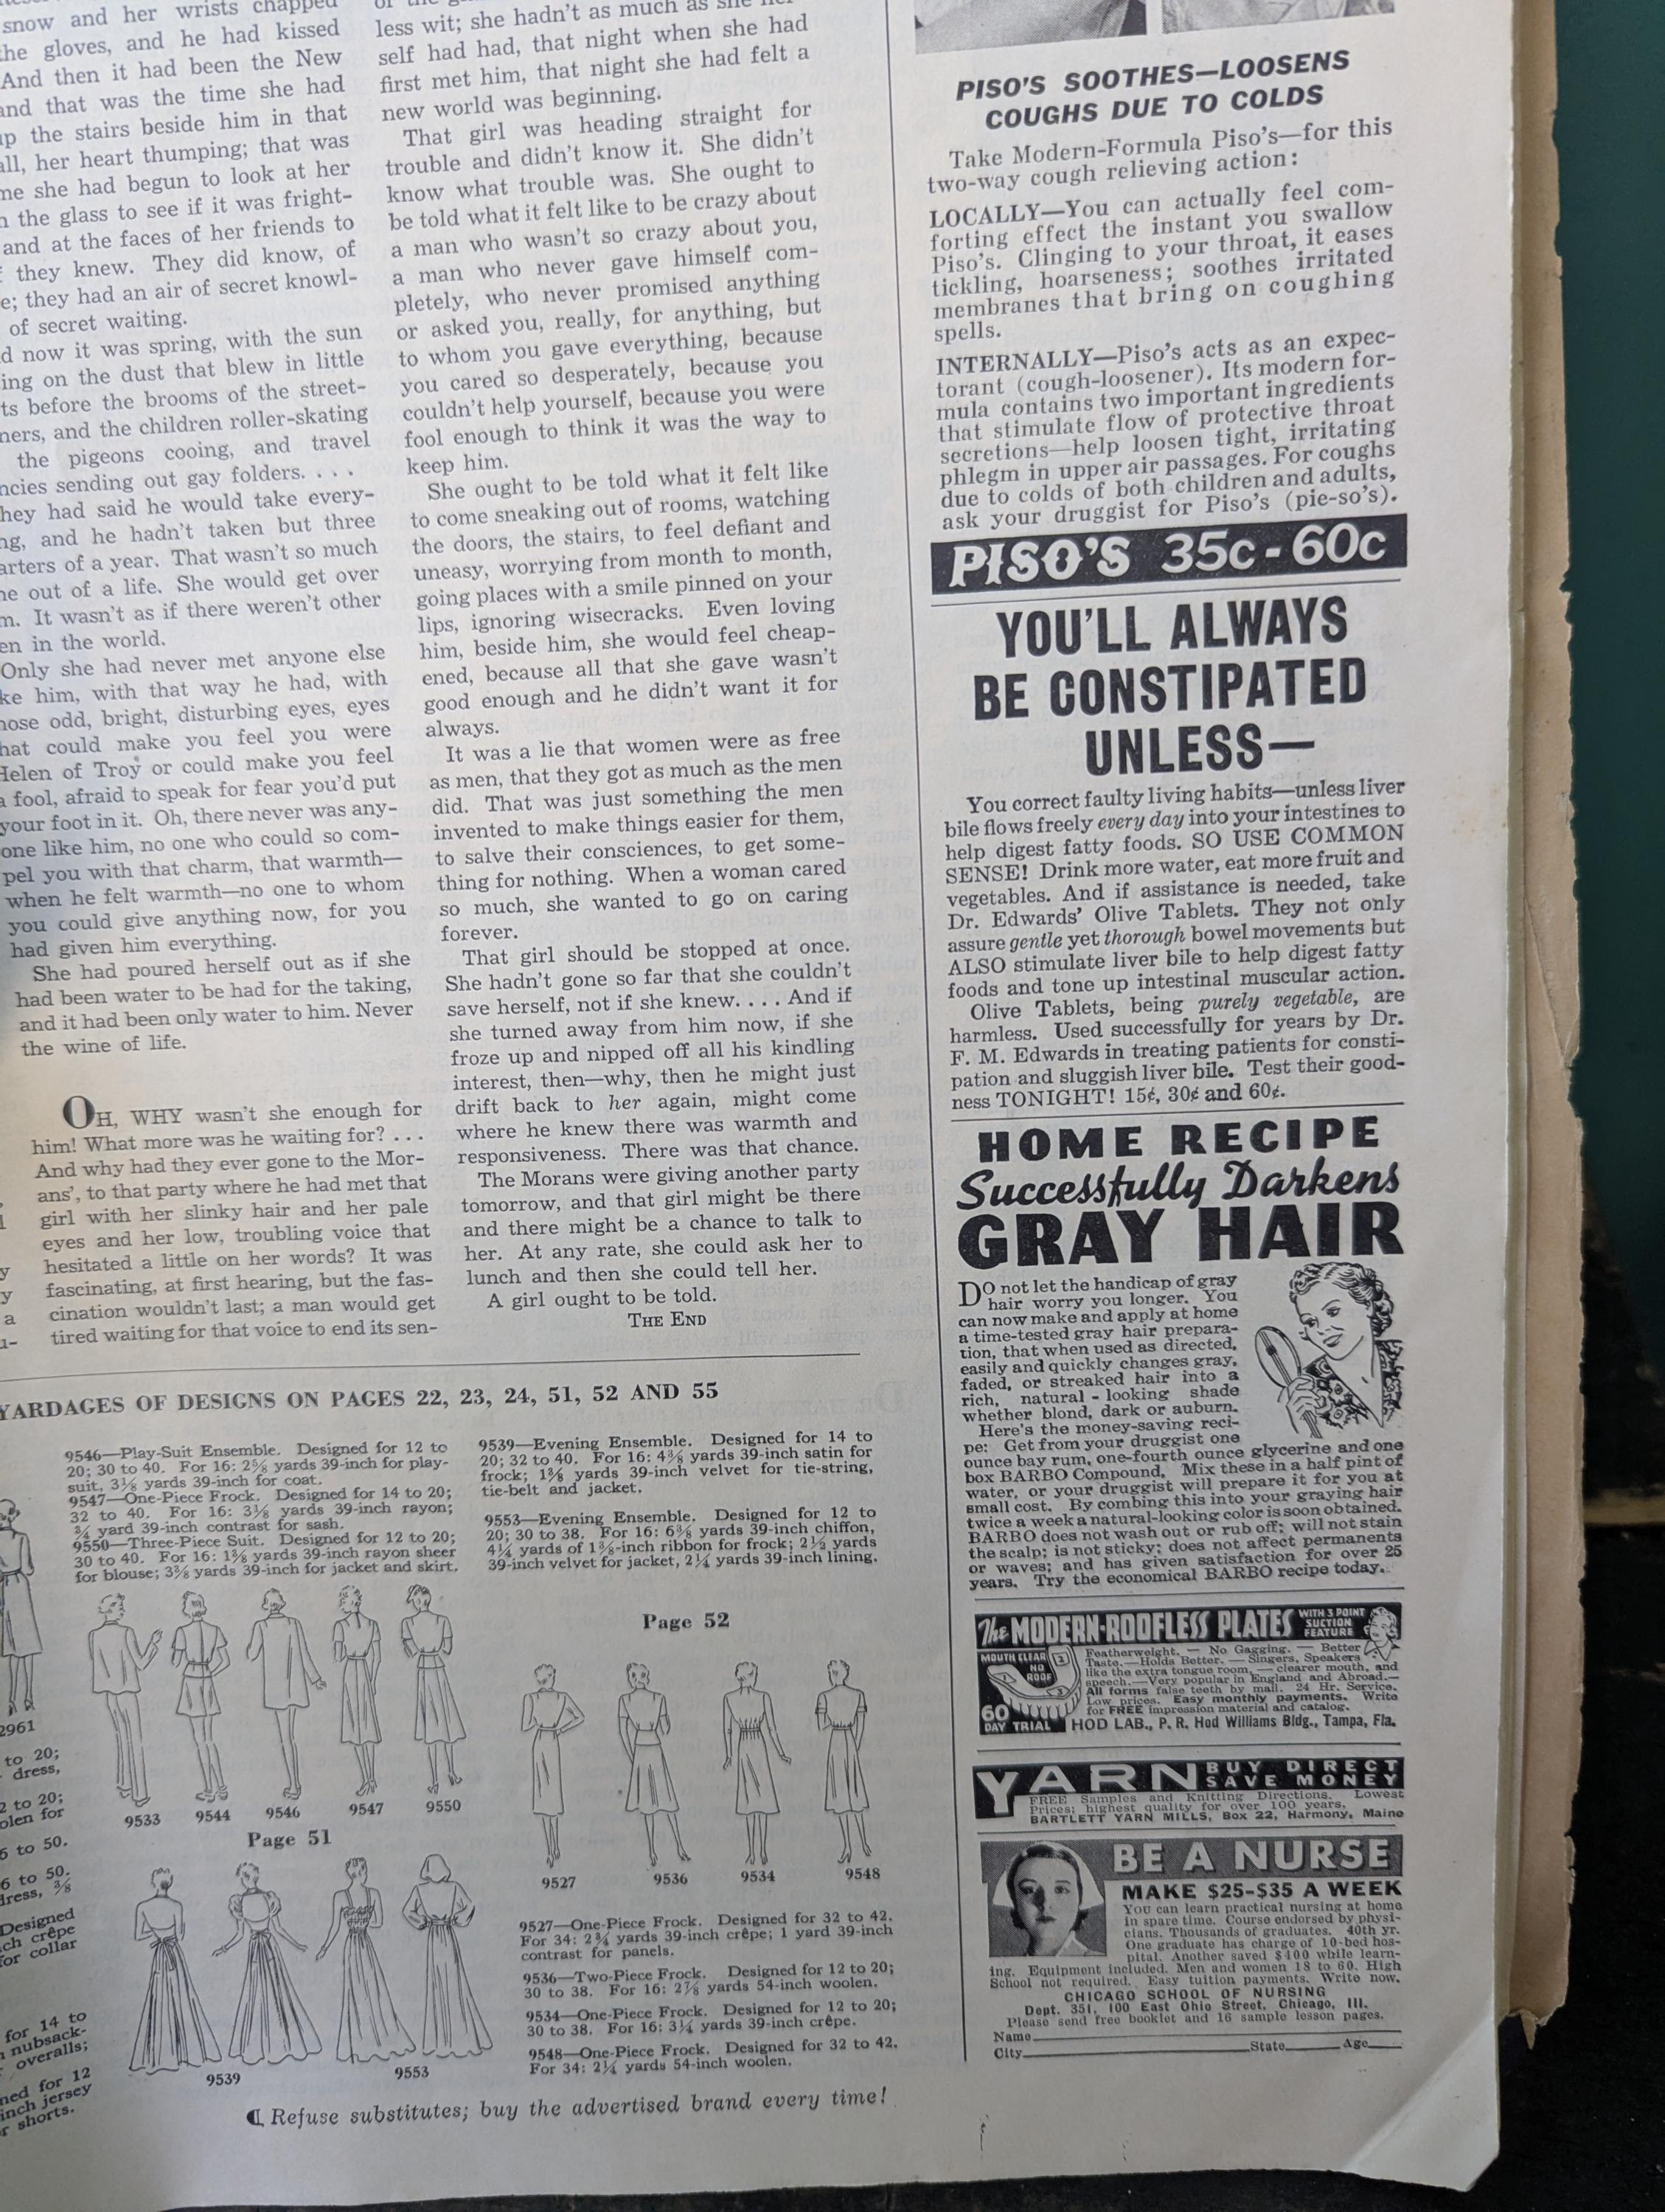 snow and her wrists chapped
the gloves, and he had kissed
And then it had been the New
and that was the time she had
up the stairs beside him in that
all, her heart thumping; that was
me she had begun to look at her
the glass to see if it was fright-
and at the faces of her friends to
they knew. They did know, of
e; they had an air of secret knowl-
of secret waiting.
d now it was spring, with the sun
ing on the dust that blew in little
ts before the brooms of the street-
ners, and the children roller-skating
the pigeons cooing, and travel
ncies sending out gay folders. . . .
hey had said he would take every-
ng, and he hadn't taken but three
arters of a year. That wasn't so much
ne out of a life. She would get over
m. It wasn't as if there weren't other
en in the world.
Only she had never met anyone else
ke him, with that way he had, with
hose odd, bright, disturbing eyes, eyes
hat could make you feel you were
Helen of Troy or could make you feel
a fool, afraid to speak for fear you'd put
your foot in it. Oh, there never was any-
one like him, no one who could so com-
pel you with that charm, that warmth—
when he felt warmth—no one to whom
you could give anything now, for you
had given him everything.
She had poured herself out as if she
had been water to be had for the taking,
and it had been only water to him. Never
the wine of life.
OH, WHY wasn't she enough for
him! What more was he waiting for? . . .
And why had they ever gone to the Mor-
ans', to that party where he had met that
girl with her slinky hair and her pale
eyes and her low, troubling voice that
hesitated a little on her words? It was
fascinating, at first hearing, but the fas-
cination wouldn't last; a man would get
tired waiting for that voice to end its sen-
less wit; she hadn't as much as she her-
self had had, that night when she had
first met him, that night she had felt a
new world was beginning.
That girl was heading straight for
trouble and didn't know it. She didn't
know what trouble was. She ought to
be told what it felt like to be crazy about
a man who wasn't so crazy about you,
a man who never gave himself com-
pletely, who never promised anything
or asked you, really, for anything, but
to whom you gave everything, because
you cared so desperately, because you
couldn't help yourself, because you were
fool enough to think it was the way to
keep him.
She ought to be told what it felt like
to come sneaking out of rooms, watching
the doors, the stairs, to feel defiant and
uneasy, worrying from month to month,
going places with a smile pinned on your
lips, ignoring wisecracks. Even loving
him, beside him, she would feel cheap-
ened, because all that she gave wasn't
good enough and he didn't want it for
always.
It was a lie that women were as free
as men, that they got as much as the men
did. That was just something the men
invented to make things easier for them,
to salve their consciences, to get some-
thing for nothing. When a woman cared
so much, she wanted to go on caring
forever.
That girl should be stopped at once.
She hadn't gone so far that she couldn't
save herself, not if she knew. . . . And if
she turned away from him now, if she
froze up and nipped off all his kindling
interest, then—why, then he might just
drift back to her again, might come
where he knew there was warmth and
responsiveness. There was that chance.
The Morans were giving another party
tomorrow, and that girl might be there
and there might be a chance to talk to
her. At any rate, she could ask her to
lunch and then she could tell her.
A girl ought to be told.
THE END
YARDAGES OF DESIGNS ON PAGES 22, 23, 24, 51, 52 AND 55
2961
to 20;
dress,
2 to 20;
olen for
6 to 50.
6 to 50.
dress, 3/8
Designed
ch crêpe
for collar
for 14 to
nubsack-
overalls;
ned for 12
inch jersey
r shorts.
9546—Play-Suit Ensemble. Designed for 12 to
20; 30 to 40. For 16: 2⅝ yards 39-inch for play-
suit, 3⅛ yards 39-inch for coat.
9547—One-Piece Frock. Designed for 14 to 20;
32 to 40. For 16: 3⅛ yards 39-inch rayon;
¾ yard 39-inch contrast for sash.
9550—Three-Piece Suit. Designed for 12 to 20;
30 to 40. For 16: 1⅝ yards 39-inch rayon sheer
for blouse; 3⅜ yards 39-inch for jacket and skirt.
9533 9544 9546 9547 9550
Page 51
9539 9553
9539—Evening Ensemble. Designed for 14 to
20; 32 to 40. For 16: 4⅜ yards 39-inch satin for
frock; 1⅝ yards 39-inch velvet for tie-string,
tie-belt and jacket.
9553—Evening Ensemble. Designed for 12 to
20; 30 to 38. For 16: 6⅜ yards 39-inch chiffon,
4¼ yards of 1⅜-inch ribbon for frock; 2½ yards
39-inch velvet for jacket, 2¼ yards 39-inch lining.
Page 52
9527 9536 9534 9548
9527—One-Piece Frock. Designed for 32 to 42.
For 34: 2¾ yards 39-inch crêpe; 1 yard 39-inch
contrast for panels.
9536—Two-Piece Frock. Designed for 12 to 20;
30 to 38. For 16: 2⅞ yards 54-inch woolen.
9534—One-Piece Frock. Designed for 12 to 20;
30 to 38. For 16: 3¼ yards 39-inch crêpe.
9548—One-Piece Frock. Designed for 32 to 42.
For 34: 2¼ yards 54-inch woolen.
¶ Refuse substitutes; buy the advertised brand every time!
PISO'S SOOTHES—LOOSENS
COUGHS DUE TO COLDS
Take Modern-Formula Piso's—for this
two-way cough relieving action:
LOCALLY—You can actually feel com-
forting effect the instant you swallow
Piso's. Clinging to your throat, it eases
tickling, hoarseness; soothes irritated
membranes that bring on coughing
spells.
INTERNALLY—Piso's acts as an expec-
torant (cough-loosener). Its modern for-
mula contains two important ingredients
that stimulate flow of protective throat
secretions—help loosen tight, irritating
phlegm in upper air passages. For coughs
due to colds of both children and adults,
ask your druggist for Piso's (pie-so's).
PISO'S 35c - 60c
YOU'LL ALWAYS
BE CONSTIPATED
UNLESS—
You correct faulty living habits—unless liver
bile flows freely every day into your intestines to
help digest fatty foods. SO USE COMMON
SENSE! Drink more water, eat more fruit and
vegetables. And if assistance is needed, take
Dr. Edwards' Olive Tablets. They not only
assure gentle yet thorough bowel movements but
ALSO stimulate liver bile to help digest fatty
foods and tone up intestinal muscular action.
Olive Tablets, being purely vegetable, are
harmless. Used successfully for years by Dr.
F. M. Edwards in treating patients for consti-
pation and sluggish liver bile. Test their good-
ness TONIGHT! 15¢, 30¢ and 60¢.
HOME RECIPE
Successfully Darkens
GRAY HAIR
DO not let the handicap of gray
hair worry you longer. You
can now make and apply at home
a time-tested gray hair prepara-
tion, that when used as directed,
easily and quickly changes gray,
faded, or streaked hair into a
rich, natural-looking shade
whether blond, dark or auburn.
Here's the money-saving reci-
pe: Get from your druggist one
ounce bay rum, one-fourth ounce glycerine and one
box BARBO Compound. Mix these in a half pint of
water, or your druggist will prepare it for you at
small cost. By combing this into your graying hair
twice a week a natural-looking color is soon obtained.
BARBO does not wash out or rub off; will not stain
the scalp; is not sticky; does not affect permanents
or waves; and has given satisfaction for over 25
years. Try the economical BARBO recipe today.
The MODERN-ROOFLESS PLATES WITH 3 POINT
SUCTION
FEATURE
MOUTH CLEAR
NO
ROOF
60
DAY TRIAL
Featherweight. — No Gagging. — Better
Taste.—Holds Better. — Singers, Speakers
like the extra tongue room, — clearer mouth, and
speech.—Very popular in England and Abroad.—
All forms false teeth by mail. 24 Hr. Service.
Low prices. Easy monthly payments. Write
for FREE impression material and catalog.
HOD LAB., P. R. Hod Williams Bldg., Tampa, Fla.
YARN BUY DIRECT
SAVE MONEY
FREE Samples and Knitting Directions. Lowest
Prices; highest quality for over 100 years.
BARTLETT YARN MILLS, Box 22, Harmony, Maine
BE A NURSE
MAKE $25-$35 A WEEK
You can learn practical nursing at home
in spare time. Course endorsed by physi-
cians. Thousands of graduates. 40th yr.
One graduate has charge of 10-bed hos-
pital. Another saved $400 while learn-
ing. Equipment included. Men and women 18 to 60. High
School not required. Easy tuition payments. Write now.
CHICAGO SCHOOL OF NURSING
Dept. 351, 100 East Ohio Street, Chicago, Ill.
Please send free booklet and 16 sample lesson pages.
Name
City State Age